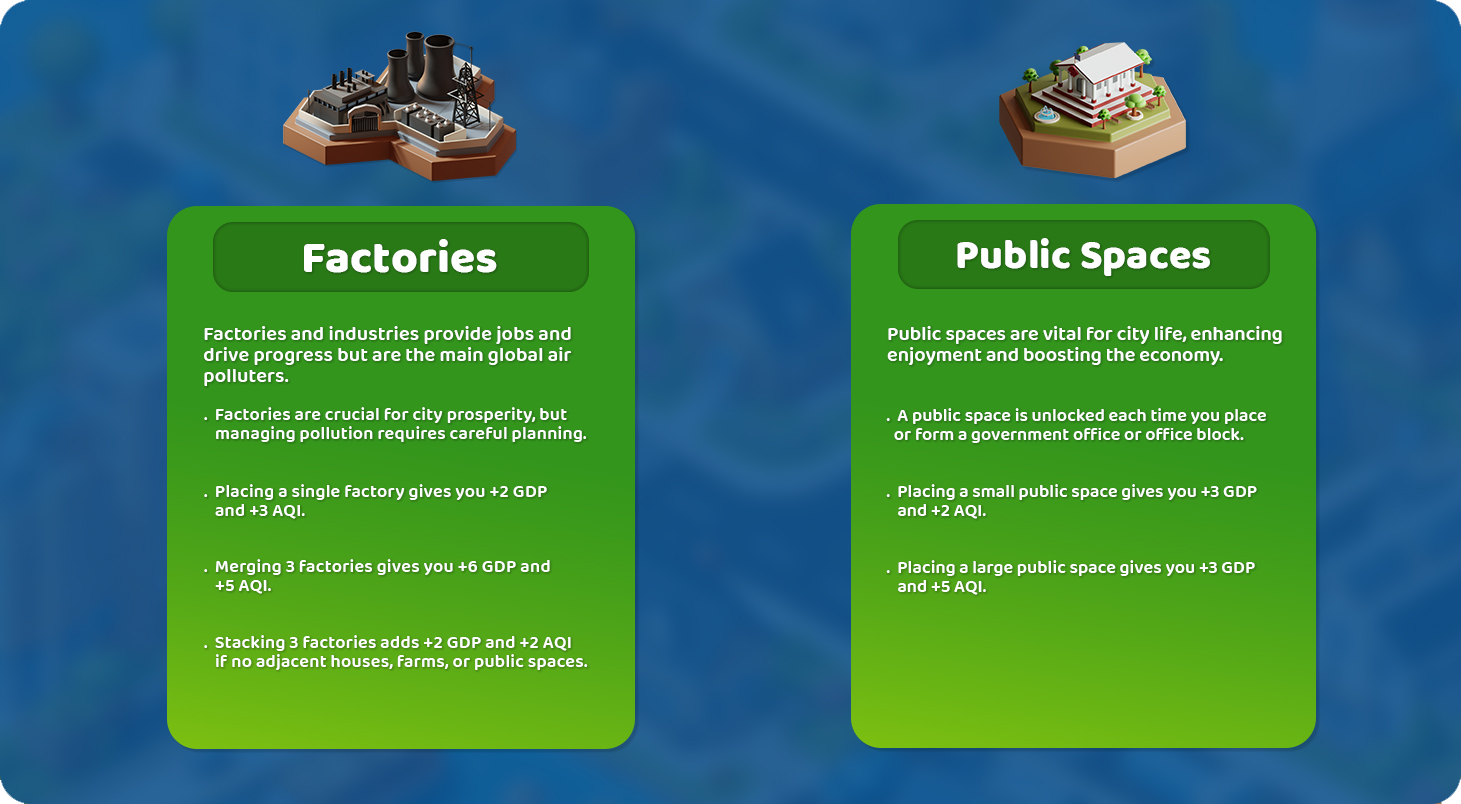 Factories
Factories and industries provide jobs and
drive progress but are the main global air
polluters.
. Factories are crucial for city prosperity, but
managing pollution requires careful planning.
. Placing a single factory gives you +2 GDP
and +3 AQI.
. Merging 3 factories gives you +6 GDP and
+5 AQI.
. Stacking 3 factories adds +2 GDP and +2 AQI
if no adjacent houses, farms, or public spaces.
Public Spaces
Public spaces are vital for city life, enhancing
enjoyment and boosting the economy.
. A public space is unlocked each time you place
or form a government office or office block.
. Placing a small public space gives you +3 GDP
and +2 AQI.
. Placing a large public space gives you +3 GDP
and +5 AQI.